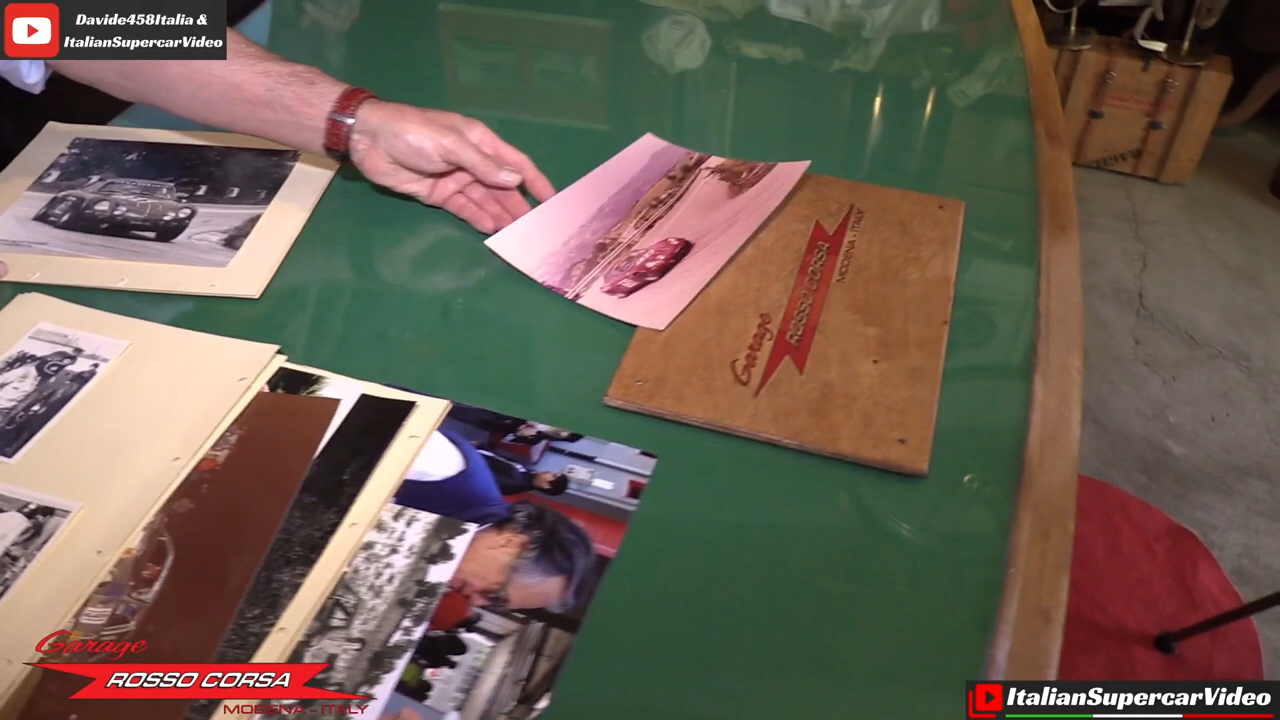 Davide458Italia &
ItalianSupercarVideo
Garage
ROSSO CORSA
MODENA - ITALY
Garage
ROSSO CORSA
MODENA - ITALY
ItalianSupercarVideo